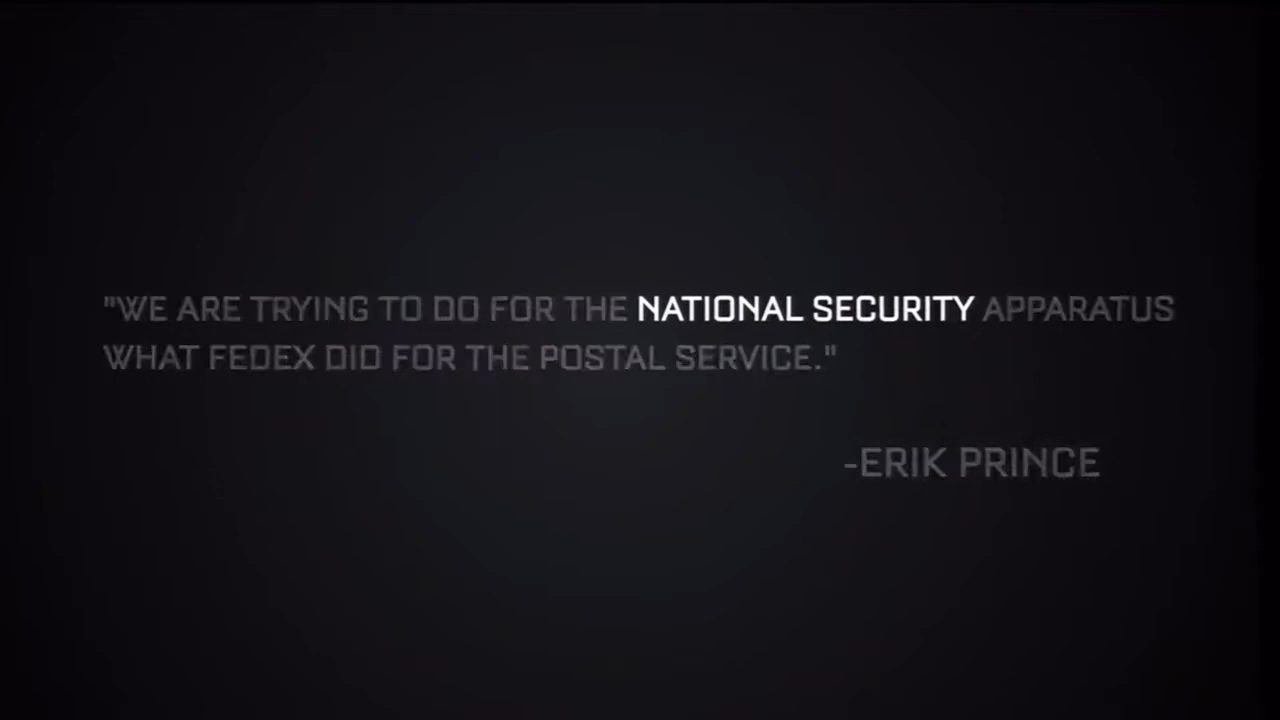 "WE ARE TRYING TO DO FOR THE NATIONAL SECURITY APPARATUS
WHAT FEDEX DID FOR THE POSTAL SERVICE."
-ERIK PRINCE